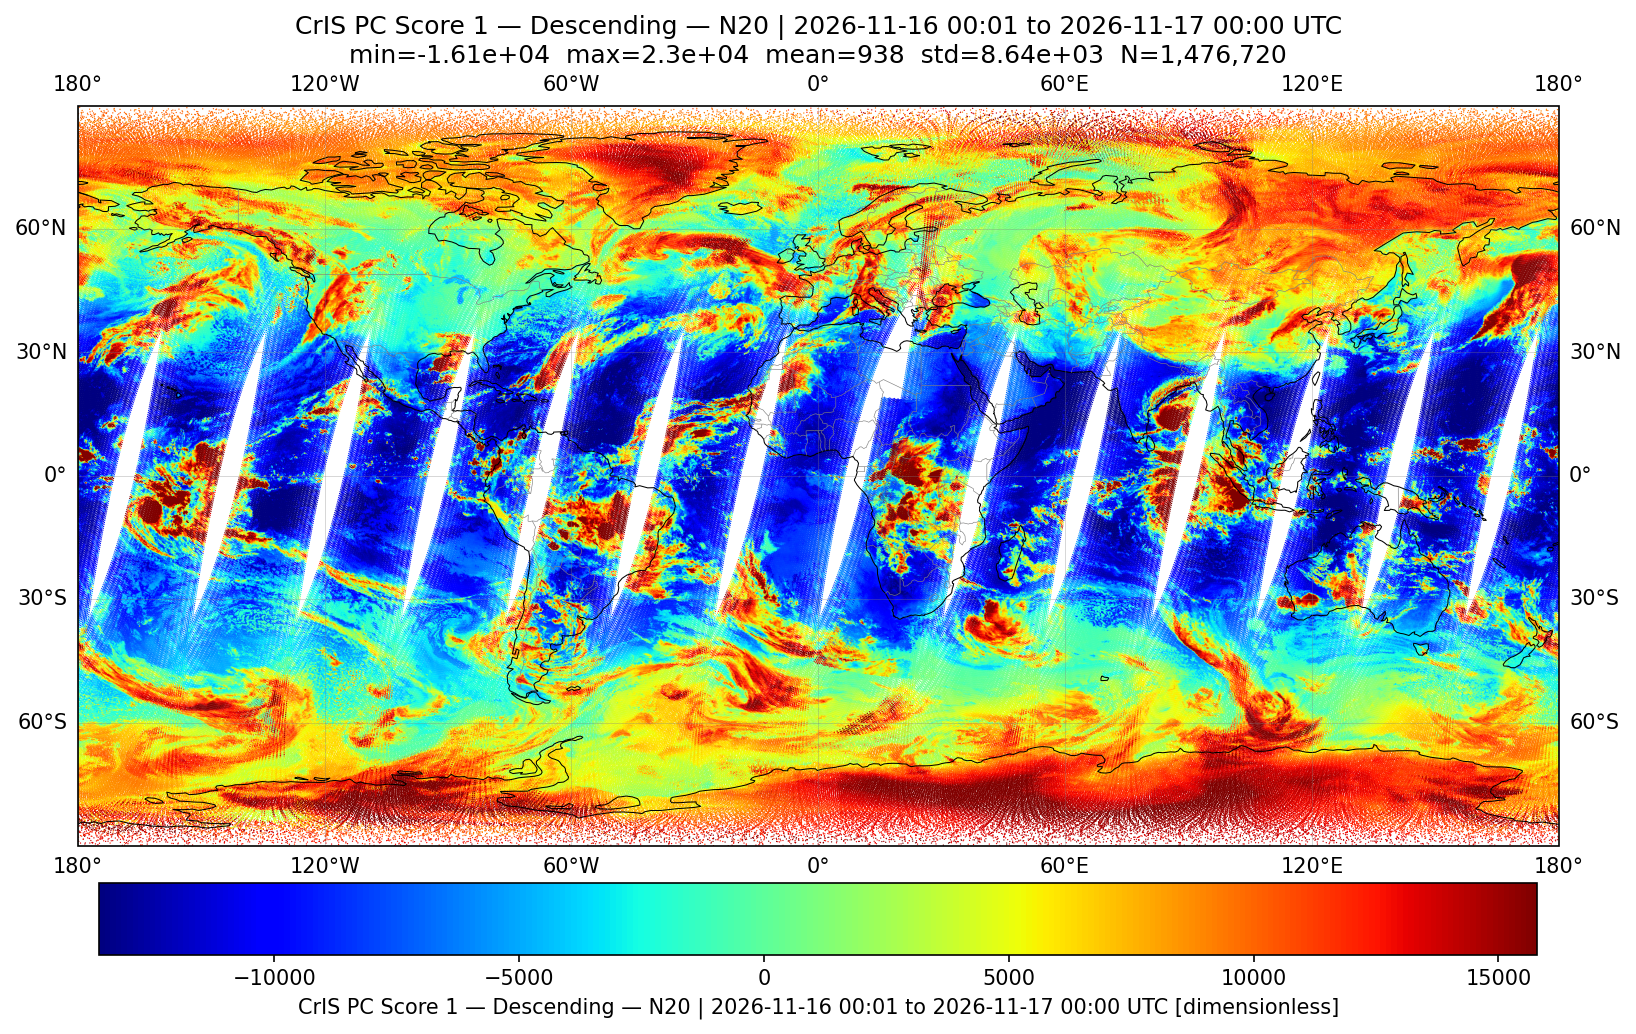 CrIS PC Score 1 — Descending — N20 | 2026-11-16 00:01 to 2026-11-17 00:00 UTC
min=-1.61e+04 max=2.3e+04 mean=938 std=8.64e+03 N=1,476,720
180° 120°W 60°W 0° 60°E 120°E 180°
60°N 60°N
30°N 30°N
0° 0°
30°S 30°S
60°S 60°S
180° 120°W 60°W 0° 60°E 120°E 180°
−10000 −5000 0 5000 10000 15000
CrIS PC Score 1 — Descending — N20 | 2026-11-16 00:01 to 2026-11-17 00:00 UTC [dimensionless]